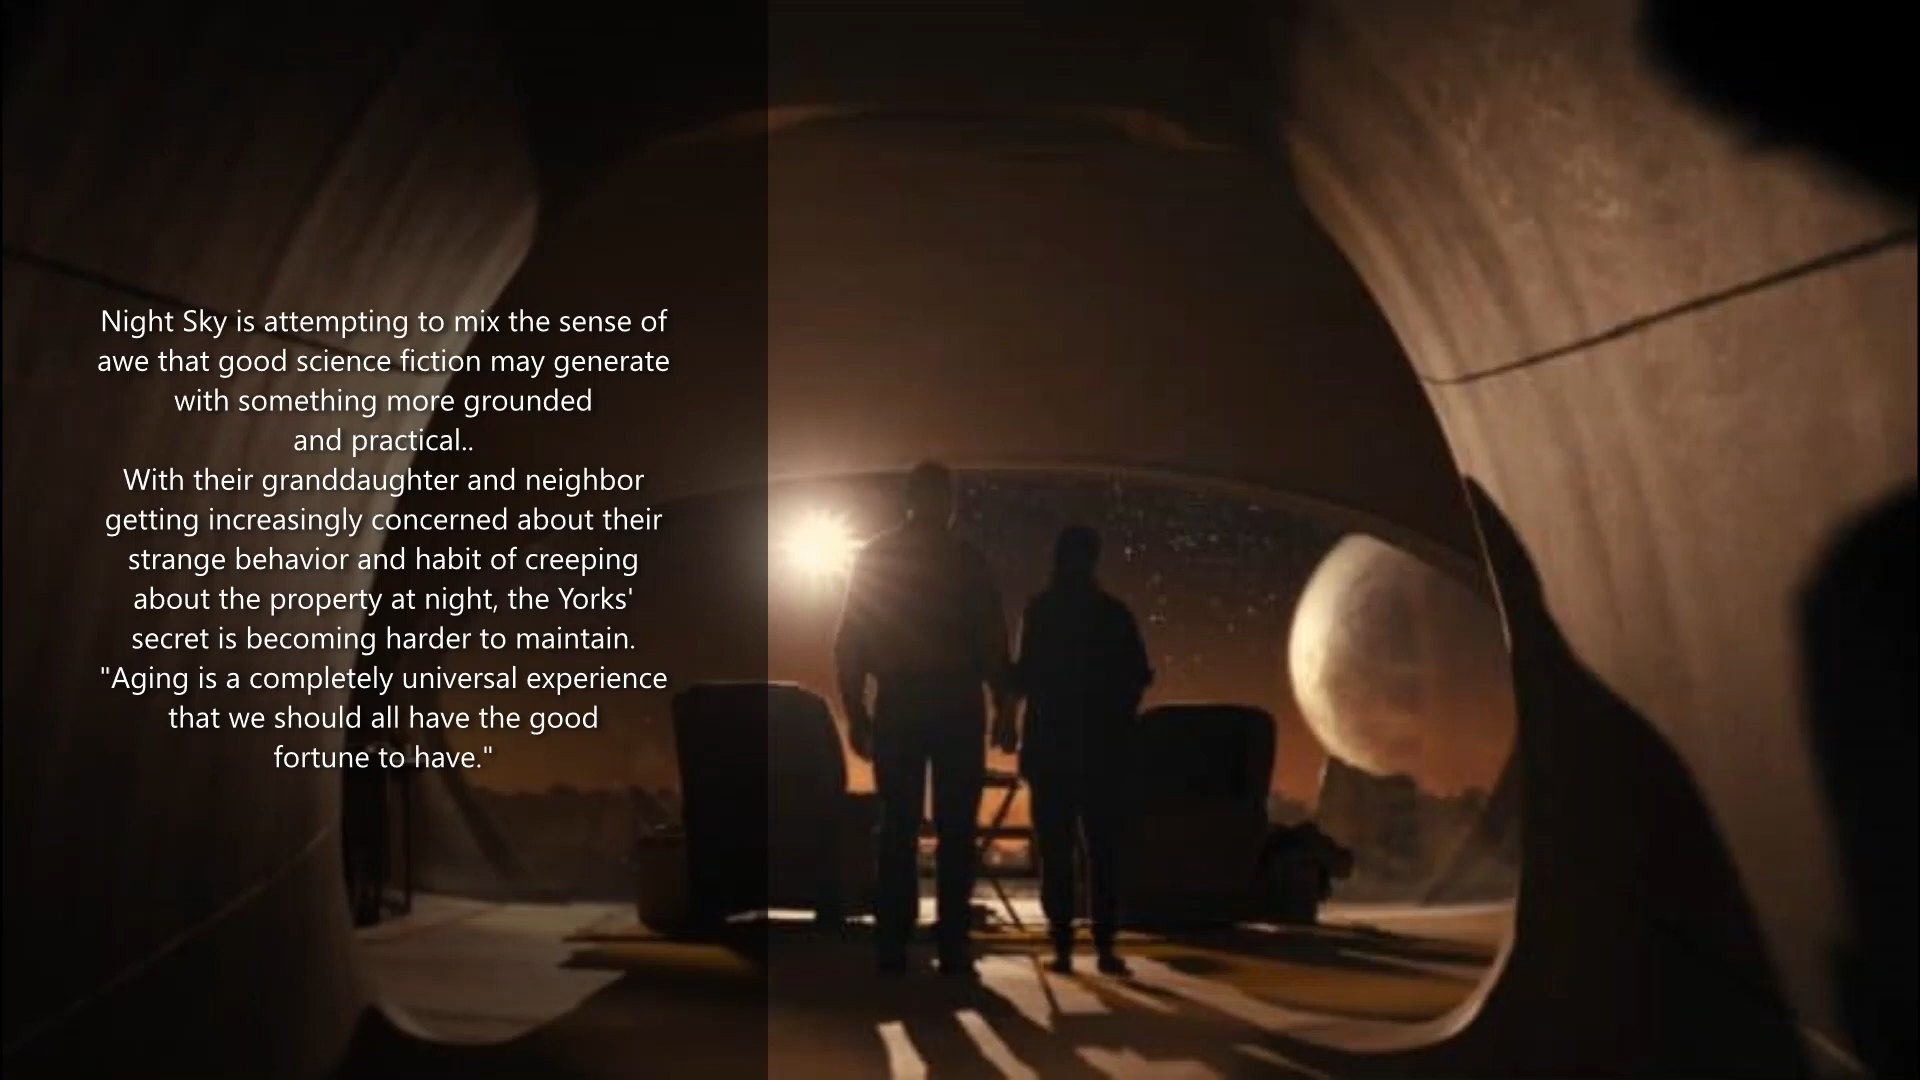 Night Sky is attempting to mix the sense of
awe that good science fiction may generate
with something more grounded
and practical..
With their granddaughter and neighbor
getting increasingly concerned about their
strange behavior and habit of creeping
about the property at night, the Yorks'
secret is becoming harder to maintain.
"Aging is a completely universal experience
that we should all have the good
fortune to have."